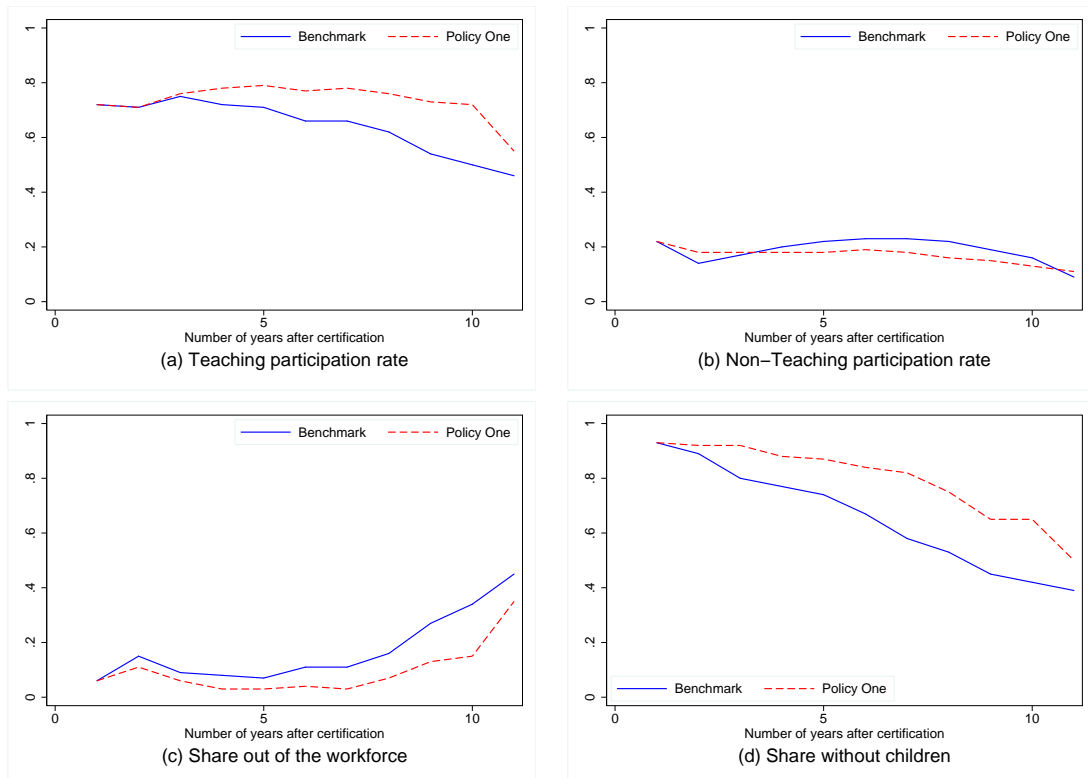 1
.8
.6
.4
.2
0
Benchmark Policy One
0 5 10
Number of years after certification
(a) Teaching participation rate
1
.8
.6
.4
.2
0
Benchmark Policy One
0 5 10
Number of years after certification
(b) Non−Teaching participation rate
1
.8
.6
.4
.2
0
Benchmark Policy One
0 5 10
Number of years after certification
(c) Share out of the workforce
1
.8
.6
.4
.2
0
Benchmark Policy One
0 5 10
Number of years after certification
(d) Share without children